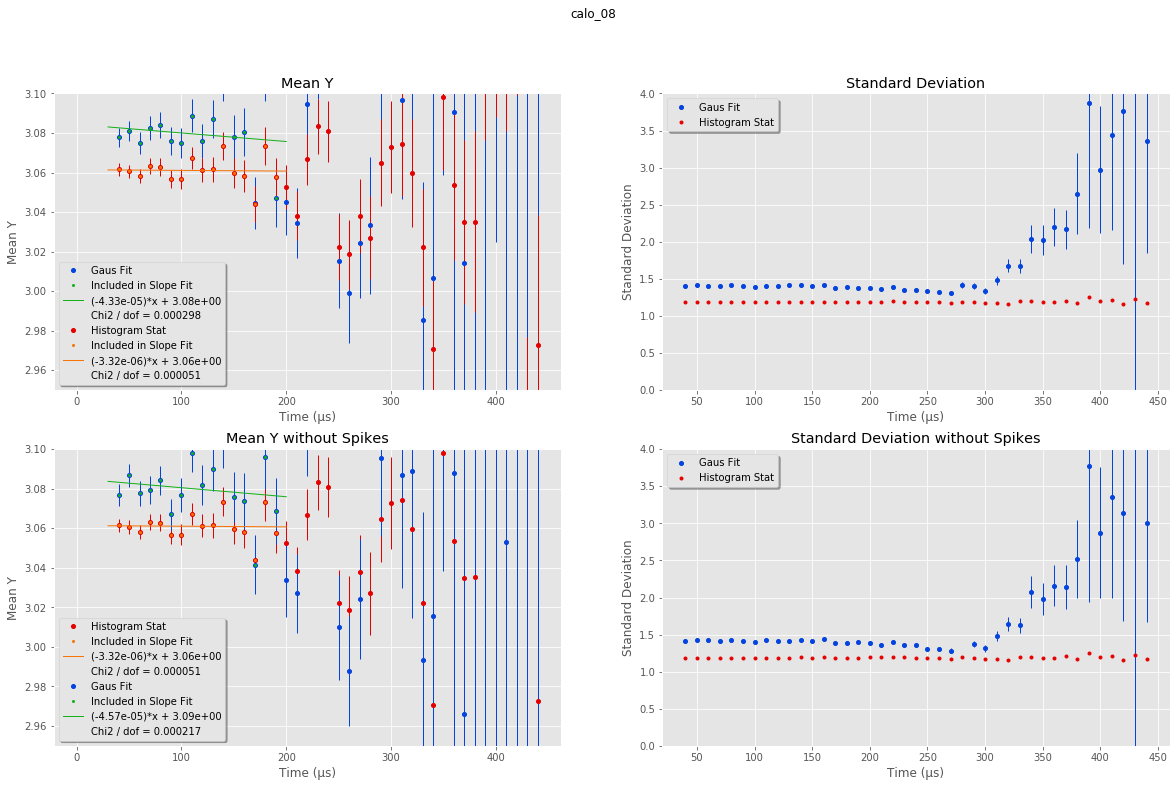 calo_08
Mean Y
Mean Y
3.10
3.08
3.06
3.04
3.02
3.00
2.98
2.96
Gaus Fit
Included in Slope Fit
(-4.33e-05)*x + 3.08e+00
Chi2 / dof = 0.000298
Histogram Stat
Included in Slope Fit
(-3.32e-06)*x + 3.06e+00
Chi2 / dof = 0.000051
0 100 200 300 400
Time (µs)
Standard Deviation
Standard Deviation
4.0
3.5
3.0
2.5
2.0
1.5
1.0
0.5
0.0
Gaus Fit
Histogram Stat
50 100 150 200 250 300 350 400 450
Time (µs)
Mean Y without Spikes
Mean Y
3.10
3.08
3.06
3.04
3.02
3.00
2.98
2.96
Histogram Stat
Included in Slope Fit
(-3.32e-06)*x + 3.06e+00
Chi2 / dof = 0.000051
Gaus Fit
Included in Slope Fit
(-4.57e-05)*x + 3.09e+00
Chi2 / dof = 0.000217
0 100 200 300 400
Time (µs)
Standard Deviation without Spikes
Standard Deviation
4.0
3.5
3.0
2.5
2.0
1.5
1.0
0.5
0.0
Gaus Fit
Histogram Stat
50 100 150 200 250 300 350 400 450
Time (µs)